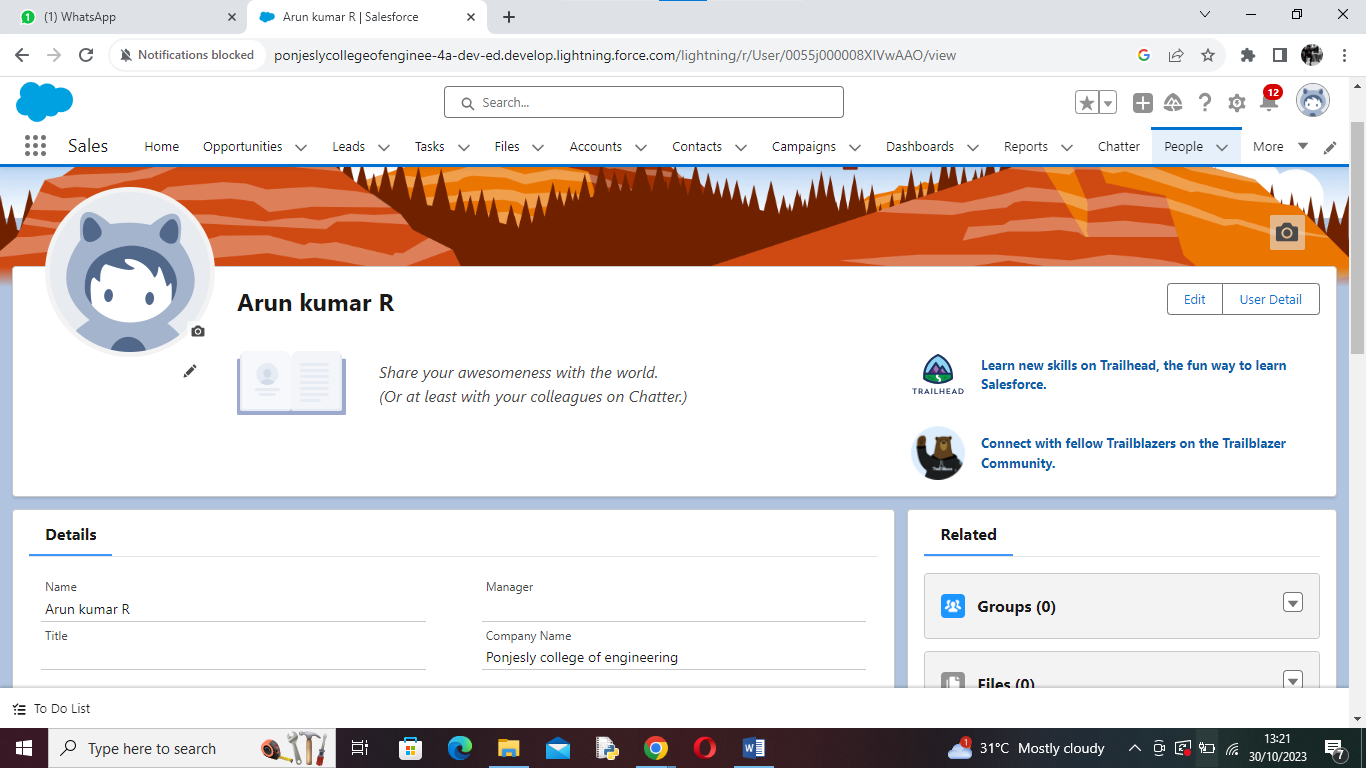 (1) WhatsApp
Arun kumar R | Salesforce
Notifications blocked
ponjeslycollegeofenginee-4a-dev-ed.develop.lightning.force.com/lightning/r/User/0055j000008XlVwAAO/view
Search...
12
Sales
Home
Opportunities
Leads
Tasks
Files
Accounts
Contacts
Campaigns
Dashboards
Reports
Chatter
People
More
Arun kumar R
Edit
User Detail
Share your awesomeness with the world.
(Or at least with your colleagues on Chatter.)
TRAILHEAD
Learn new skills on Trailhead, the fun way to learn
Salesforce.
Connect with fellow Trailblazers on the Trailblazer
Community.
Details
Name
Arun kumar R
Title
Manager
Company Name
Ponjesly college of engineering
Related
Groups (0)
Files (0)
To Do List
Type here to search
1
31°C Mostly cloudy
13:21
30/10/2023
7